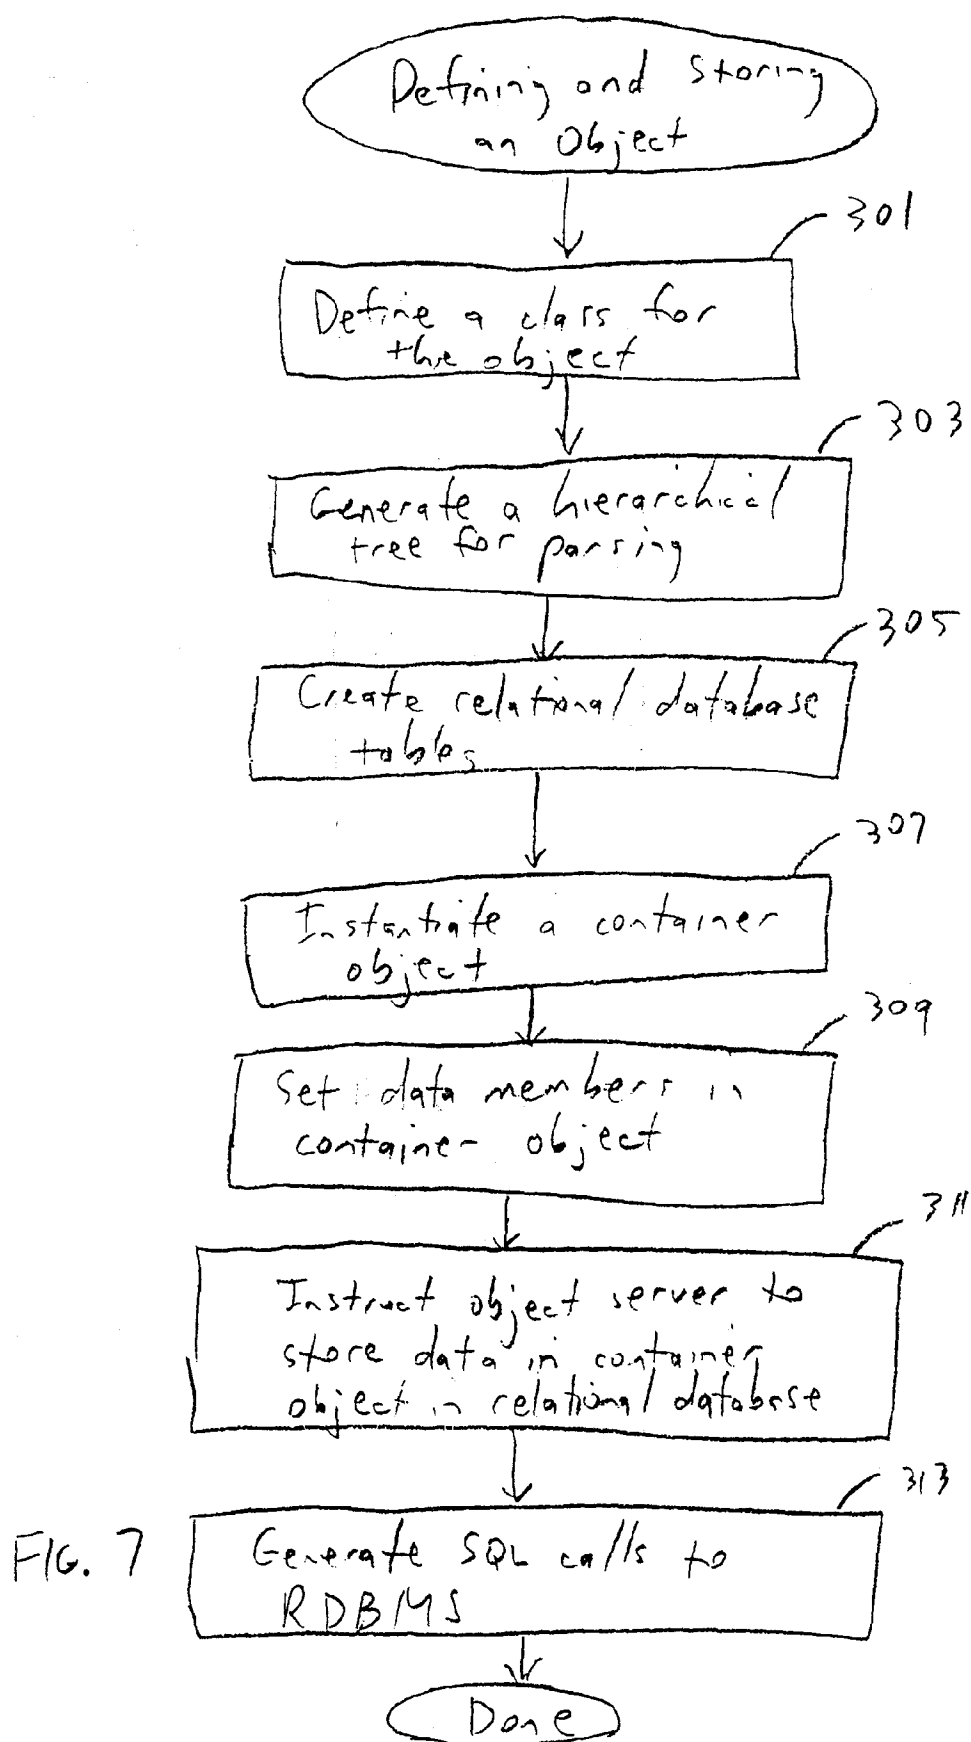 Defining and Storing
an Object
301
Define a class for
the object
303
Generate a hierarchical
tree for parsing
305
Create relational database
tables
307
Instantiate a container
object
309
Set data members in
container object
311
Instruct object server to
store data in container
object in relational database
313
Generate SQL calls to
RDBMS
FIG. 7
Done